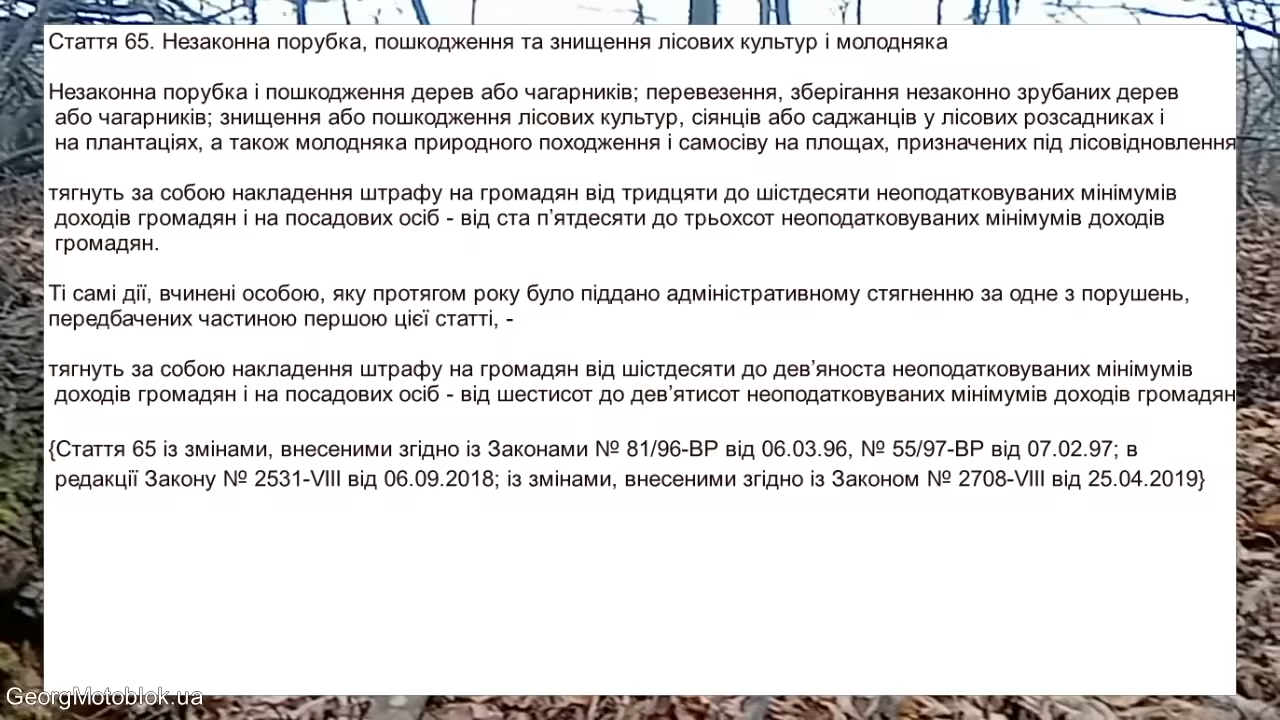 Стаття 65. Незаконна порубка, пошкодження та знищення лісових культур і молодняка
Незаконна порубка і пошкодження дерев або чагарників; перевезення, зберігання незаконно зрубаних дерев
або чагарників; знищення або пошкодження лісових культур, сіянців або саджанців у лісових розсадниках і
на плантаціях, а також молодняка природного походження і самосіву на площах, призначених під лісовідновлення
тягнуть за собою накладення штрафу на громадян від тридцяти до шістдесяти неоподатковуваних мінімумів
доходів громадян і на посадових осіб - від ста п’ятдесяти до трьохсот неоподатковуваних мінімумів доходів
громадян.
Ті самі дії, вчинені особою, яку протягом року було піддано адміністративному стягненню за одне з порушень,
передбачених частиною першою цієї статті, -
тягнуть за собою накладення штрафу на громадян від шістдесяти до дев’яноста неоподатковуваних мінімумів
доходів громадян і на посадових осіб - від шестисот до дев’ятисот неоподатковуваних мінімумів доходів громадян
{Стаття 65 із змінами, внесеними згідно із Законами № 81/96-ВР від 06.03.96, № 55/97-ВР від 07.02.97; в
редакції Закону № 2531-VIII від 06.09.2018; із змінами, внесеними згідно із Законом № 2708-VIII від 25.04.2019}
GeorgMotoblok.ua